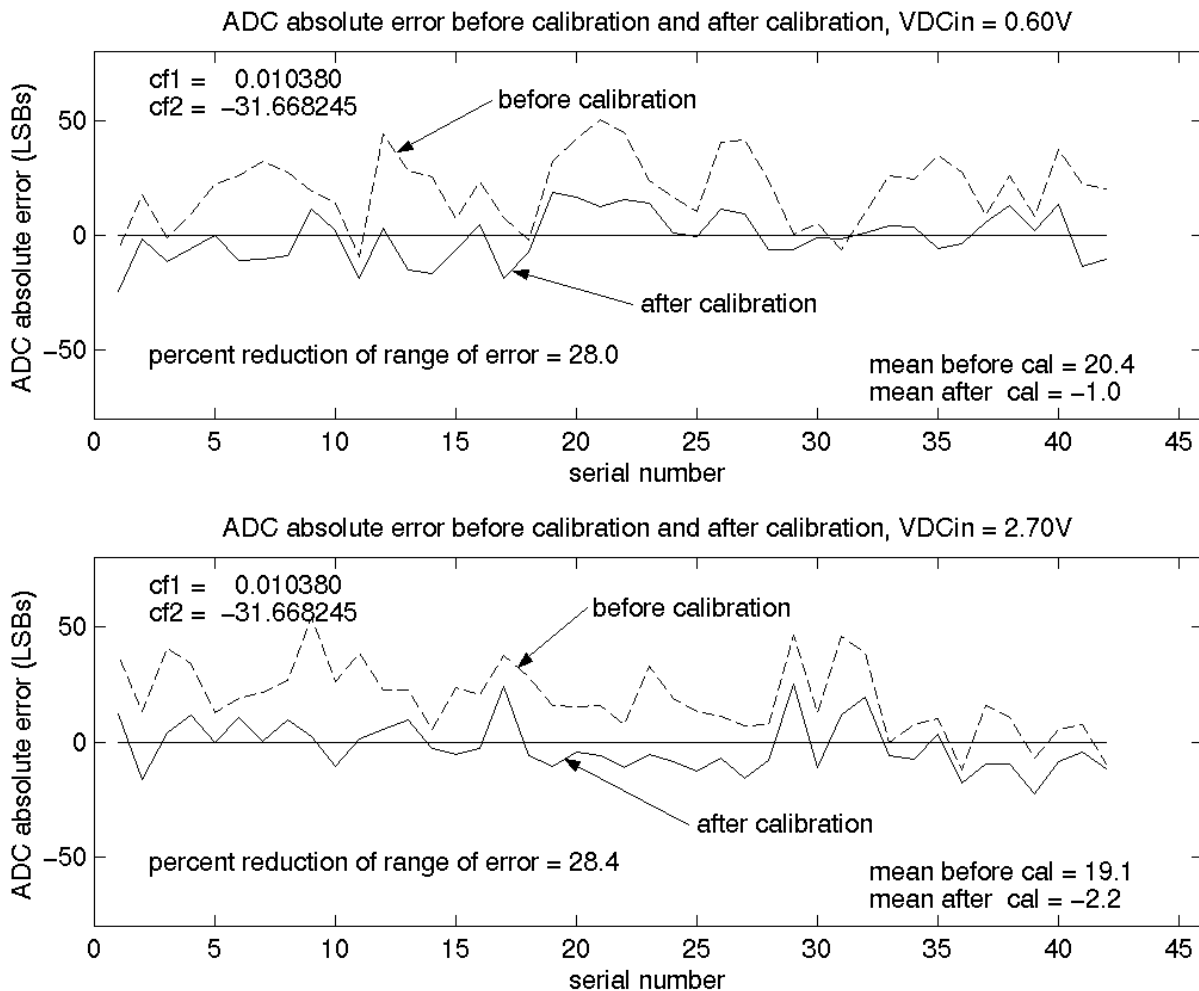 ADC absolute error before calibration and after calibration, VDCin = 0.60V
cf1 = 0.010380
cf2 = −31.668245
before calibration
50
0
−50
ADC absolute error (LSBs)
after calibration
percent reduction of range of error = 28.0
mean before cal = 20.4
mean after cal = −1.0
0 5 10 15 20 25 30 35 40 45
serial number
ADC absolute error before calibration and after calibration, VDCin = 2.70V
cf1 = 0.010380
cf2 = −31.668245
before calibration
50
0
−50
ADC absolute error (LSBs)
after calibration
percent reduction of range of error = 28.4
mean before cal = 19.1
mean after cal = −2.2
0 5 10 15 20 25 30 35 40 45
serial number